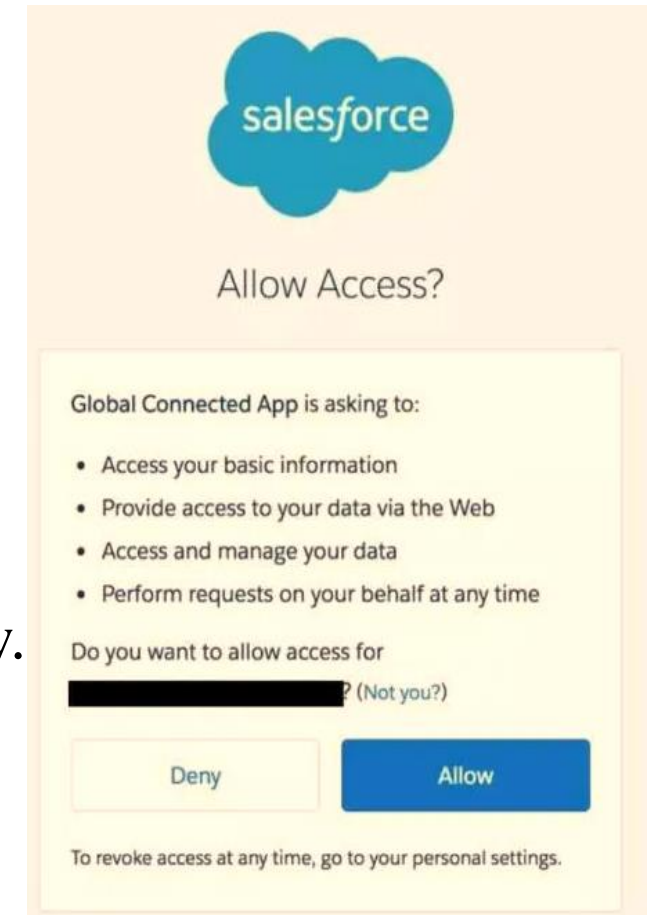 salesforce
Allow Access?
Global Connected App is asking to:
• Access your basic information
• Provide access to your data via the Web
• Access and manage your data
• Perform requests on your behalf at any time
y.
Do you want to allow access for
? (Not you?)
Deny Allow
To revoke access at any time, go to your personal settings.